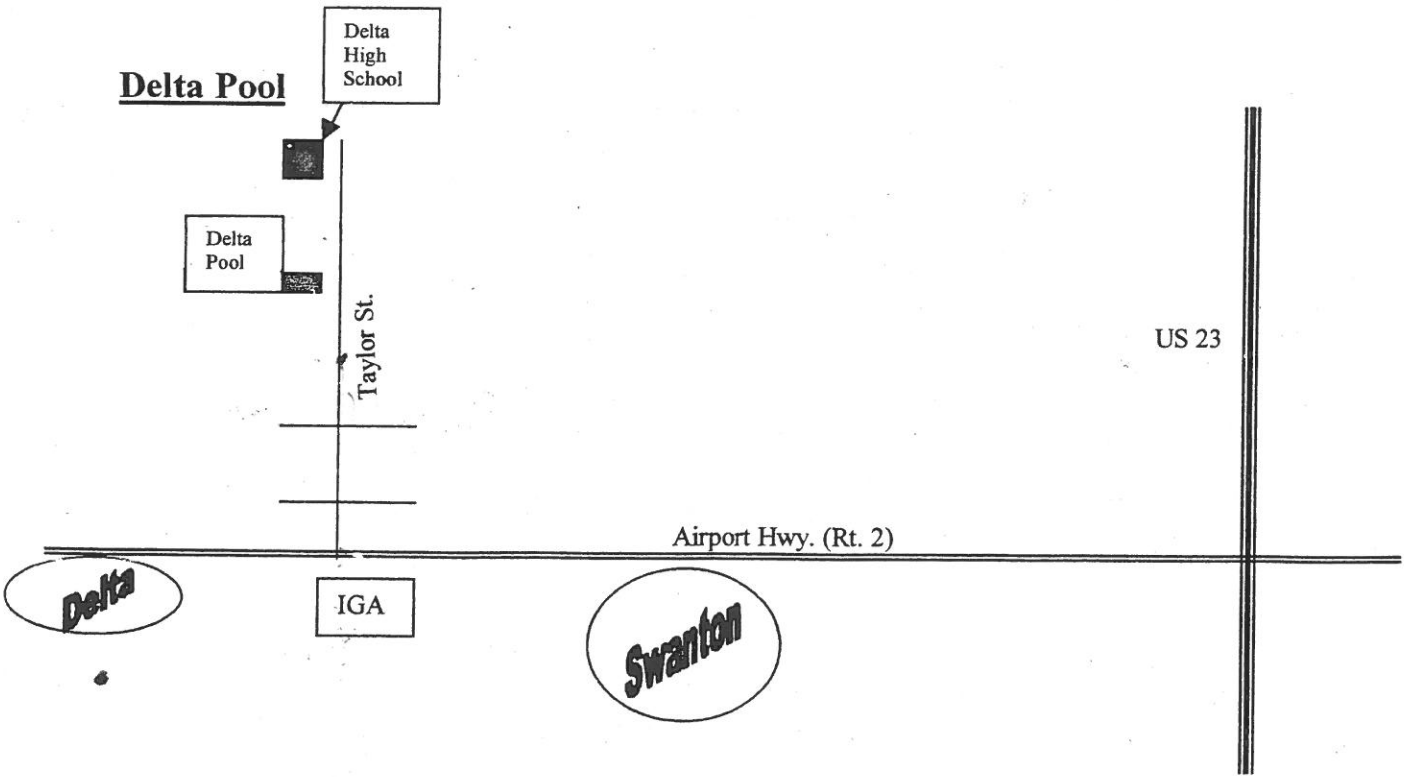 Delta
High
School
Delta Pool
Delta
Pool
Taylor St.
US 23
Airport Hwy. (Rt. 2)
Delta
IGA
Swanton